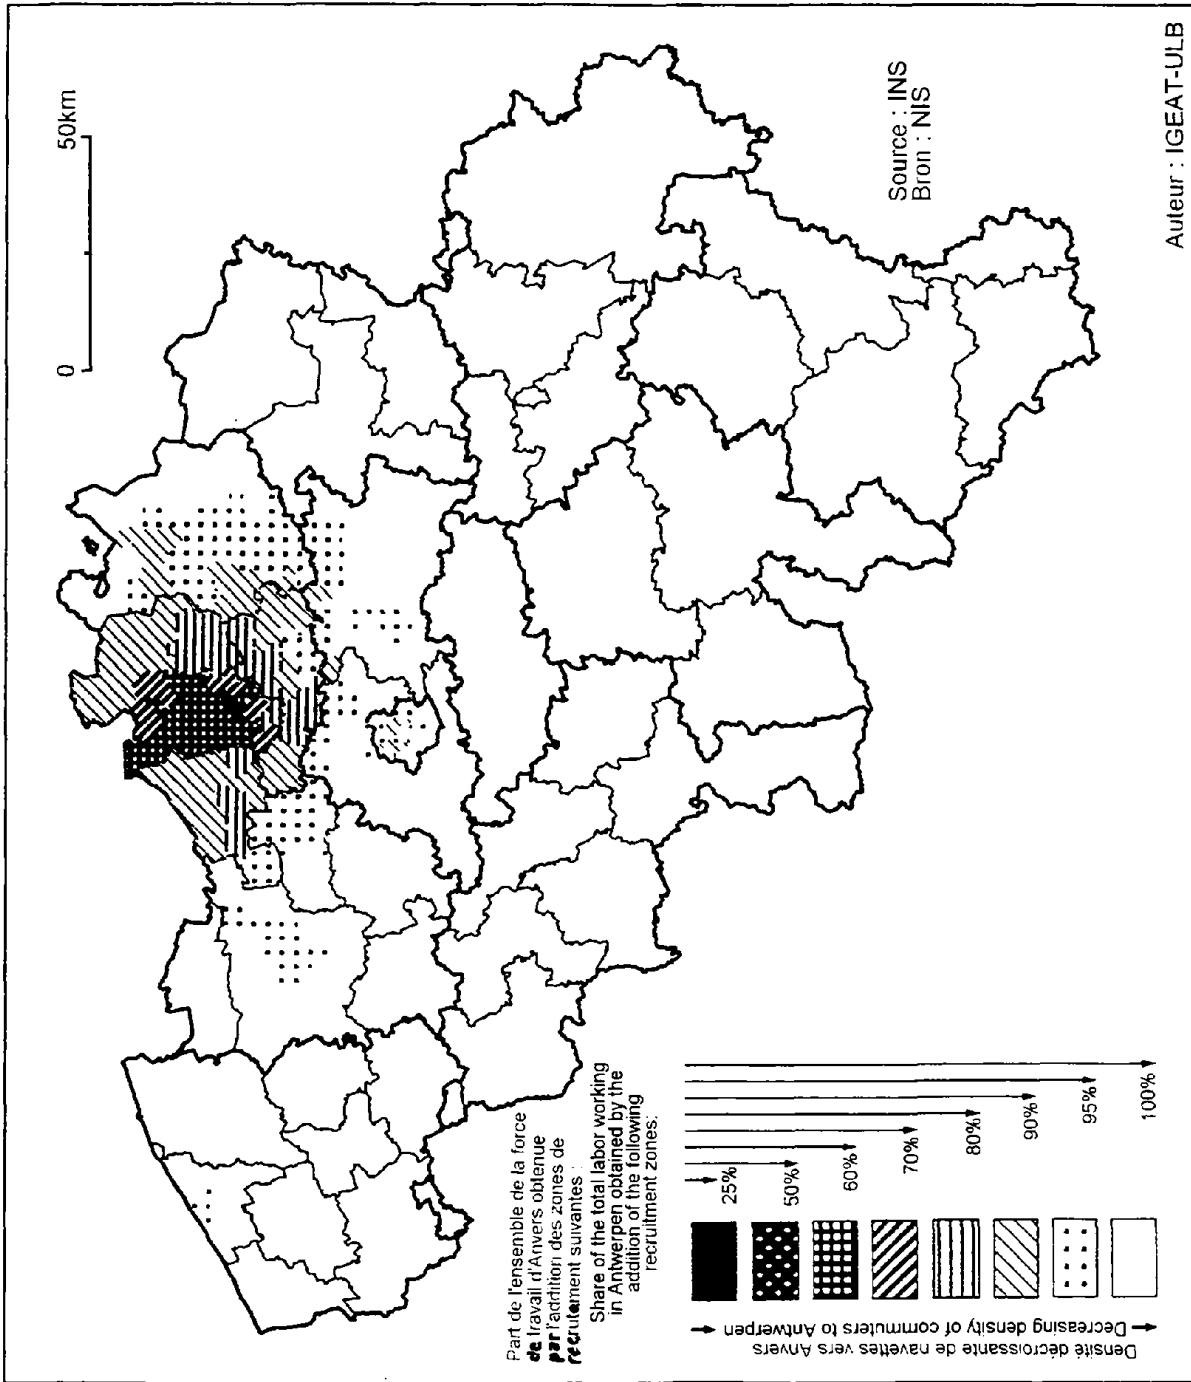 0
50km
Source : INS
Bron : NIS
Auteur : IGEAT-ULB
Part de l'ensemble de la force
de travail d'Anvers obtenue
par l'addition des zones de
recrutement suivantes :
Share of the total labor working
in Antwerpen obtained by the
addition of the following
recruitment zones:
25%
50%
60%
70%
80%
90%
95%
100%
Densité décroissante de navettes vers Anvers
Decreasing density of commuters to Antwerpen